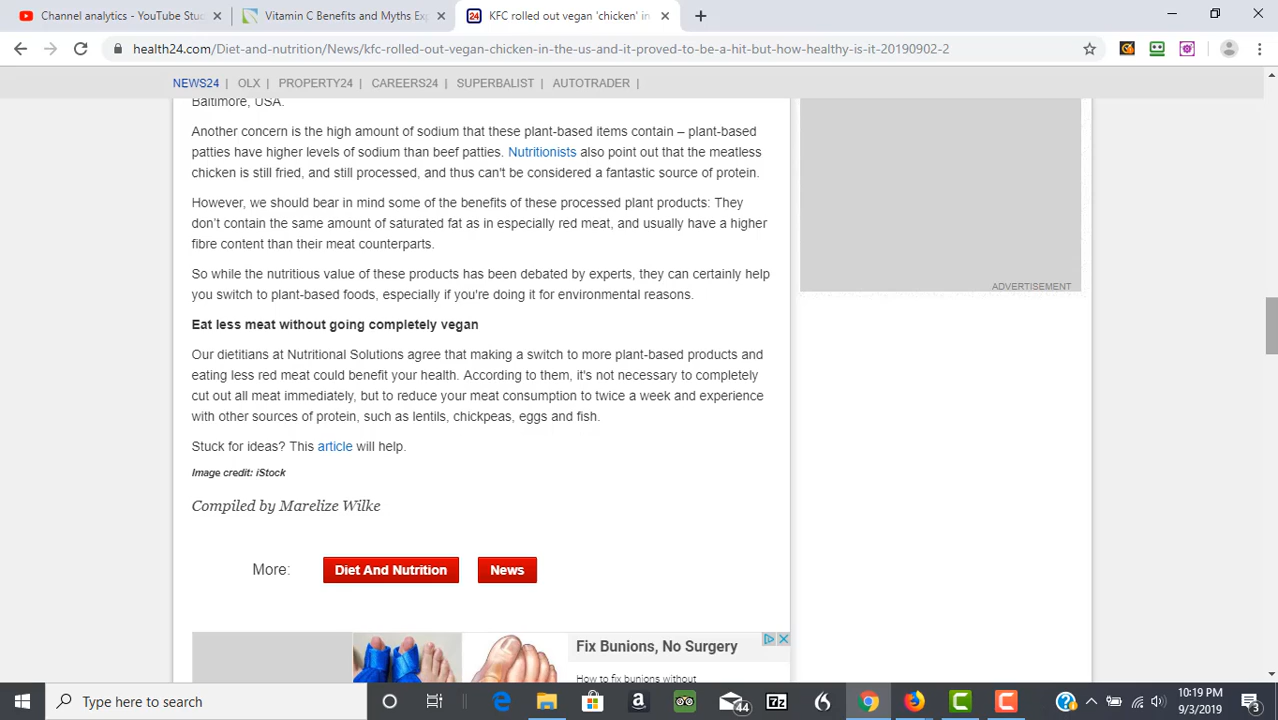 Channel analytics - YouTube Stu
Vitamin C Benefits and Myths Exp
24
KFC rolled out vegan 'chicken' in
health24.com/Diet-and-nutrition/News/kfc-rolled-out-vegan-chicken-in-the-us-and-it-proved-to-be-a-hit-but-how-healthy-is-it-20190902-2
NEWS24 | OLX | PROPERTY24 | CAREERS24 | SUPERBALIST | AUTOTRADER |
Baltimore, USA.
Another concern is the high amount of sodium that these plant-based items contain – plant-based
patties have higher levels of sodium than beef patties. Nutritionists also point out that the meatless
chicken is still fried, and still processed, and thus can't be considered a fantastic source of protein.
However, we should bear in mind some of the benefits of these processed plant products: They
don't contain the same amount of saturated fat as in especially red meat, and usually have a higher
fibre content than their meat counterparts.
So while the nutritious value of these products has been debated by experts, they can certainly help
you switch to plant-based foods, especially if you're doing it for environmental reasons.
ADVERTISEMENT
Eat less meat without going completely vegan
Our dietitians at Nutritional Solutions agree that making a switch to more plant-based products and
eating less red meat could benefit your health. According to them, it's not necessary to completely
cut out all meat immediately, but to reduce your meat consumption to twice a week and experience
with other sources of protein, such as lentils, chickpeas, eggs and fish.
Stuck for ideas? This article will help.
Image credit: iStock
Compiled by Marelize Wilke
More: Diet And Nutrition News
Fix Bunions, No Surgery
How to fix bunions without
Type here to search
44
7z
10:19 PM
9/3/2019
3